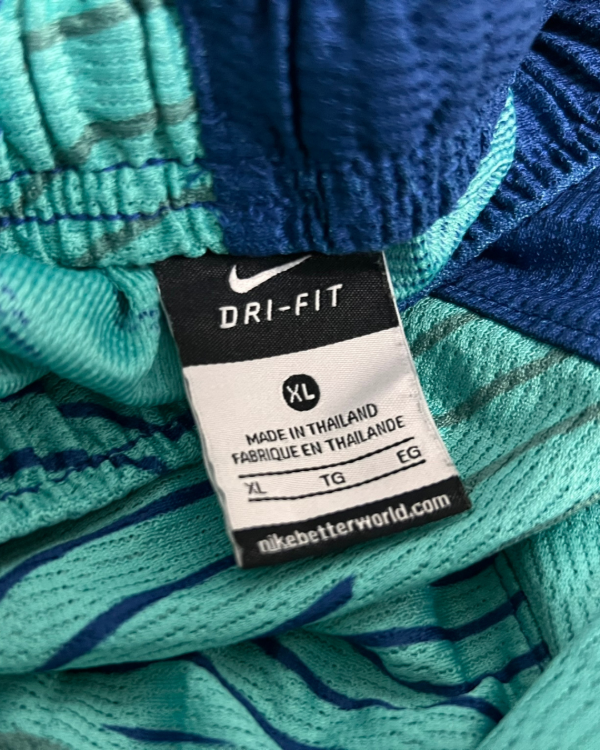 DRI-FIT
XL
MADE IN THAILAND
FABRIQUE EN THAILANDE
XL TG EG
nikebetterworld.com